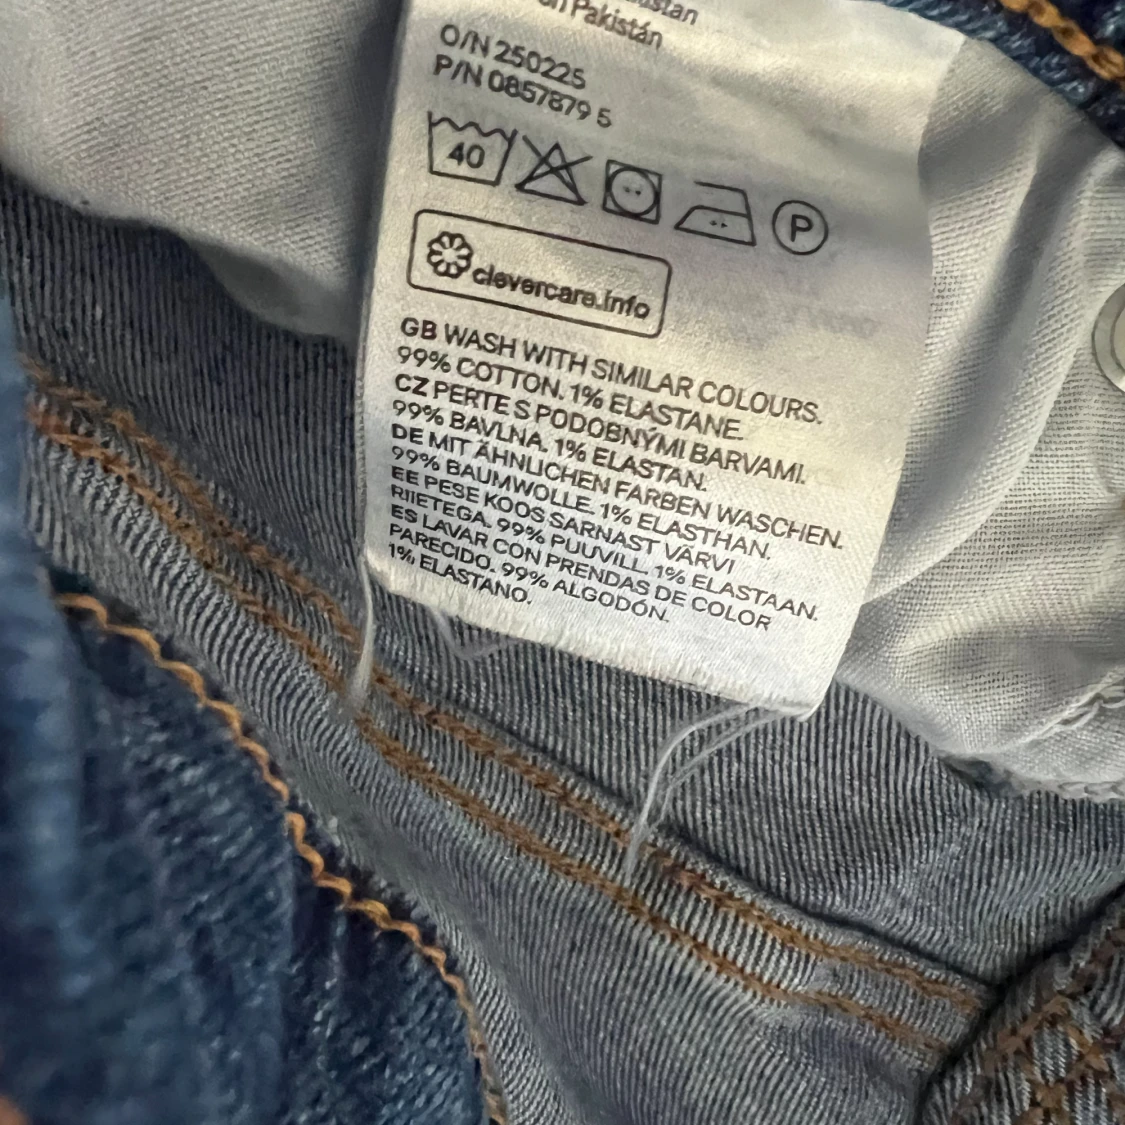 Pakistán
O/N 250225
P/N 0857879 5
40
P
clevercare.info
GB WASH WITH SIMILAR COLOURS.
99% COTTON. 1% ELASTANE.
CZ PERTE S PODOBNÝMI BARVAMI.
99% BAVLNA. 1% ELASTAN.
DE MIT ÄHNLICHEN FARBEN WASCHEN.
99% BAUMWOLLE. 1% ELASTHAN.
EE PESE KOOS SARNAST VÄRVI
RIIETEGA. 99% PUUVILL. 1% ELASTAAN.
ES LAVAR CON PRENDAS DE COLOR
PARECIDO. 99% ALGODÓN.
1% ELASTANO.